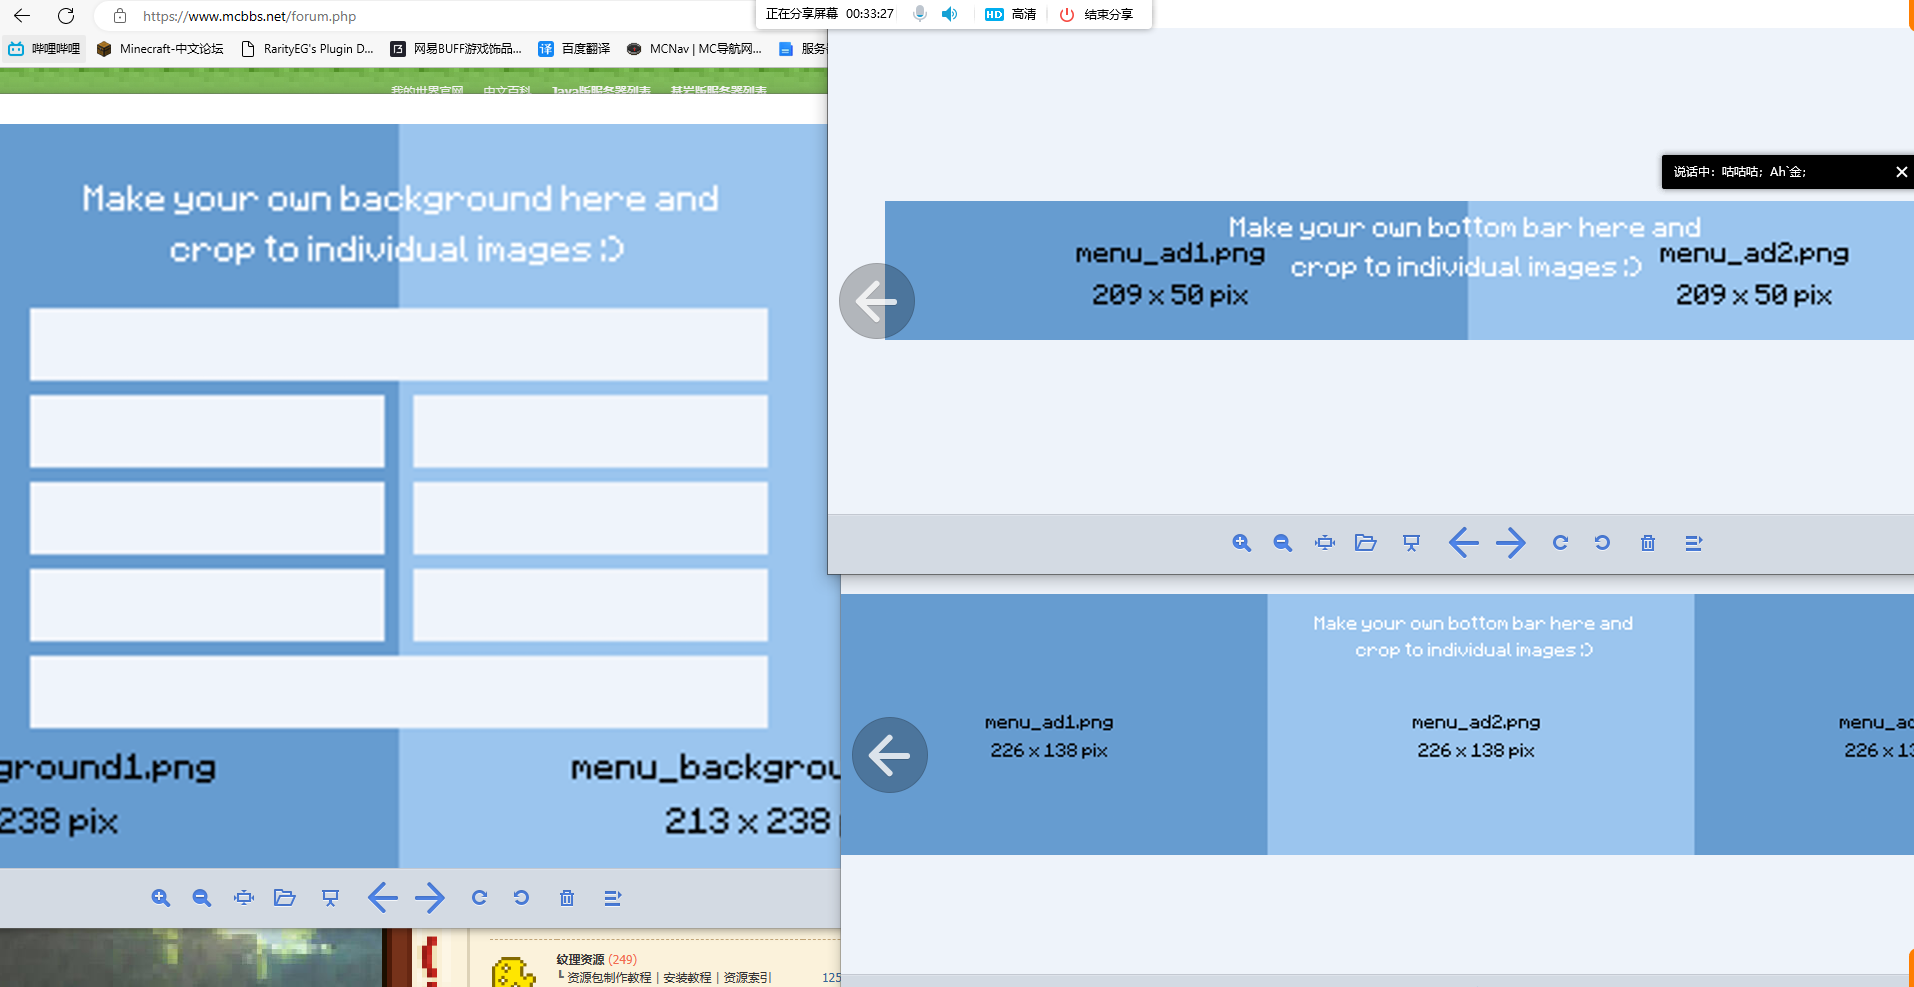 https://www.mcbbs.net/forum.php
正在分享屏幕 00:33:27 HD 高清 结束分享
哔哩哔哩 Minecraft-中文论坛 RarityEG's Plugin D... 网易BUFF游戏饰品... 译 百度翻译 MCNav | MC导航网... 服务
我的世界官网 中文百科 Java版服务器列表 基岩版服务器列表
Make your own background here and
crop to individual images :)
ground1.png
238 pix
menu_backgrou
213 x 238
说话中：咕咕咕；Ah`金；
Make your own bottom bar here and
crop to individual images :)
menu_ad1.png
209 x 50 pix
menu_ad2.png
209 x 50 pix
Make your own bottom bar here and
crop to individual images :)
menu_ad1.png
226 x 138 pix
menu_ad2.png
226 x 138 pix
menu_ad
226 x 13
纹理资源 (249)
┗ 资源包制作教程 | 安装教程 | 资源索引
125